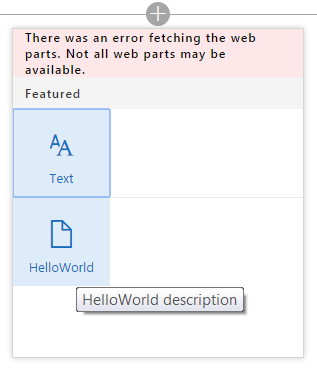 There was an error fetching the web
parts. Not all web parts may be
available.
Featured
Text
HelloWorld
HelloWorld description